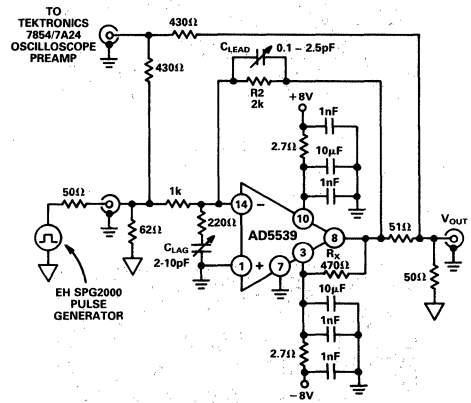 TO
TEKTRONICS
7854/7A24
OSCILLOSCOPE
PREAMP
430Ω
430Ω
CLEAD
0.1 – 2.5pF
R2
2k
+8V
1nF
2.7Ω
10µF
1nF
50Ω
1k
14
–
10
220Ω
AD5539
8
51Ω
VOUT
62Ω
CLAG
2-10pF
1
+
7
3
RX
470Ω
50Ω
EH SPG2000
PULSE
GENERATOR
10µF
1nF
2.7Ω
1nF
–8V